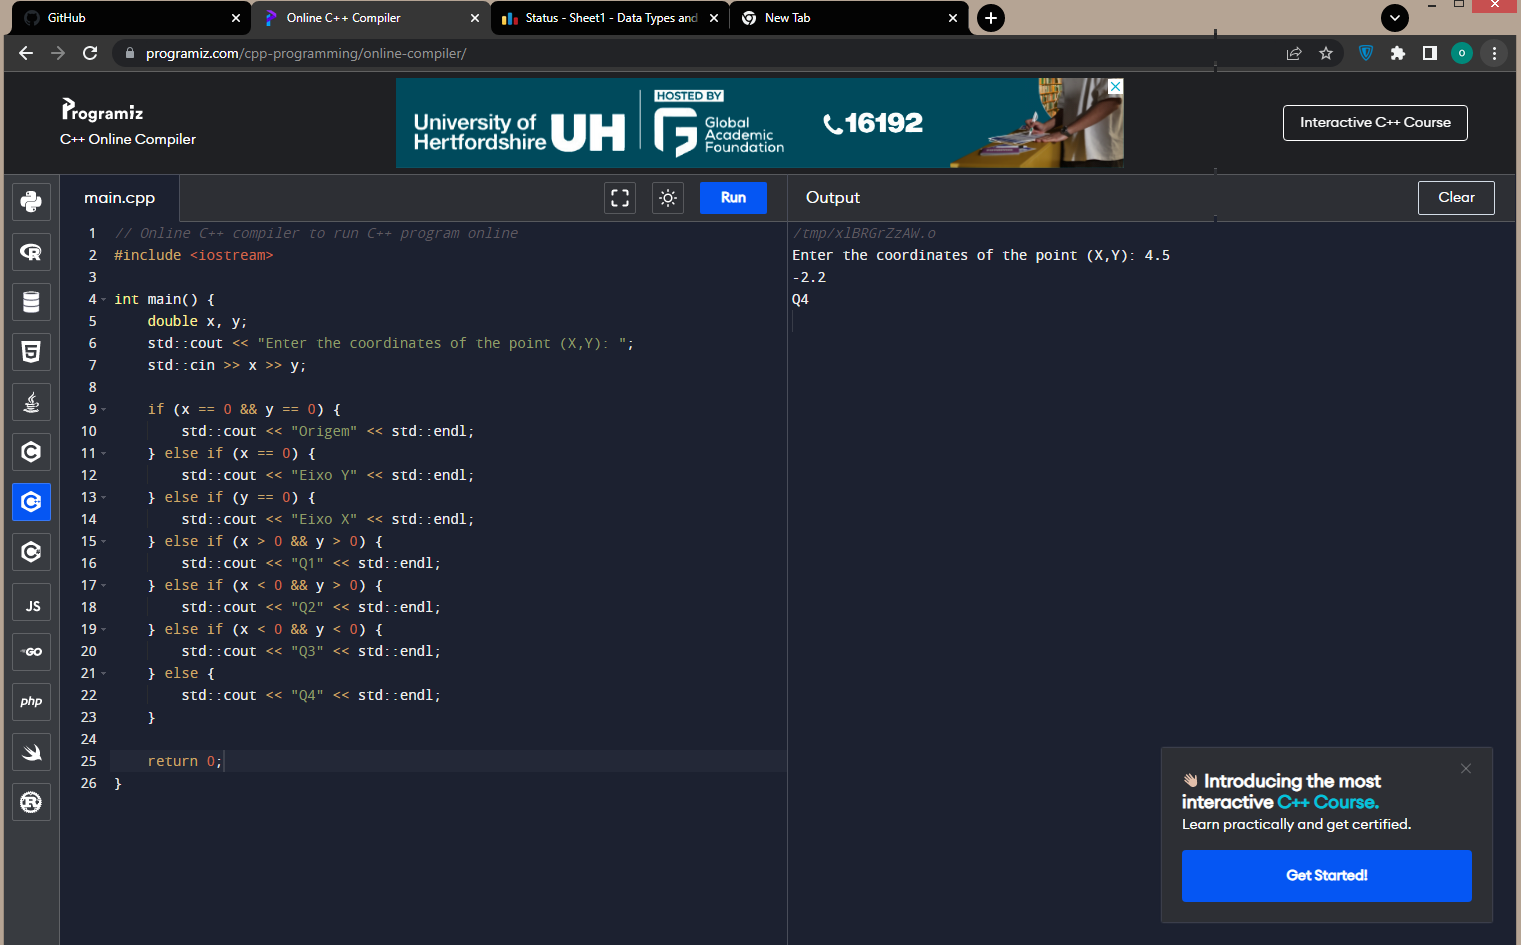 GitHub
Online C++ Compiler
Status - Sheet1 - Data Types and
New Tab
programiz.com/cpp-programming/online-compiler/
o
Programiz
C++ Online Compiler
University of
Hertfordshire
UH
HOSTED BY
Global
Academic
Foundation
16192
Interactive C++ Course
main.cpp
Run
Output
Clear
1 // Online C++ compiler to run C++ program online
2 #include <iostream>
3
4 int main() {
5 double x, y;
6 std::cout << "Enter the coordinates of the point (X,Y): ";
7 std::cin >> x >> y;
8
9 if (x == 0 && y == 0) {
10 std::cout << "Origem" << std::endl;
11 } else if (x == 0) {
12 std::cout << "Eixo Y" << std::endl;
13 } else if (y == 0) {
14 std::cout << "Eixo X" << std::endl;
15 } else if (x > 0 && y > 0) {
16 std::cout << "Q1" << std::endl;
17 } else if (x < 0 && y > 0) {
18 std::cout << "Q2" << std::endl;
19 } else if (x < 0 && y < 0) {
20 std::cout << "Q3" << std::endl;
21 } else {
22 std::cout << "Q4" << std::endl;
23 }
24
25 return 0;
26 }
JS
GO
php
/tmp/xlBRGrZzAW.o
Enter the coordinates of the point (X,Y): 4.5
-2.2
Q4
👋🏼 Introducing the most
interactive C++ Course.
Learn practically and get certified.
Get Started!